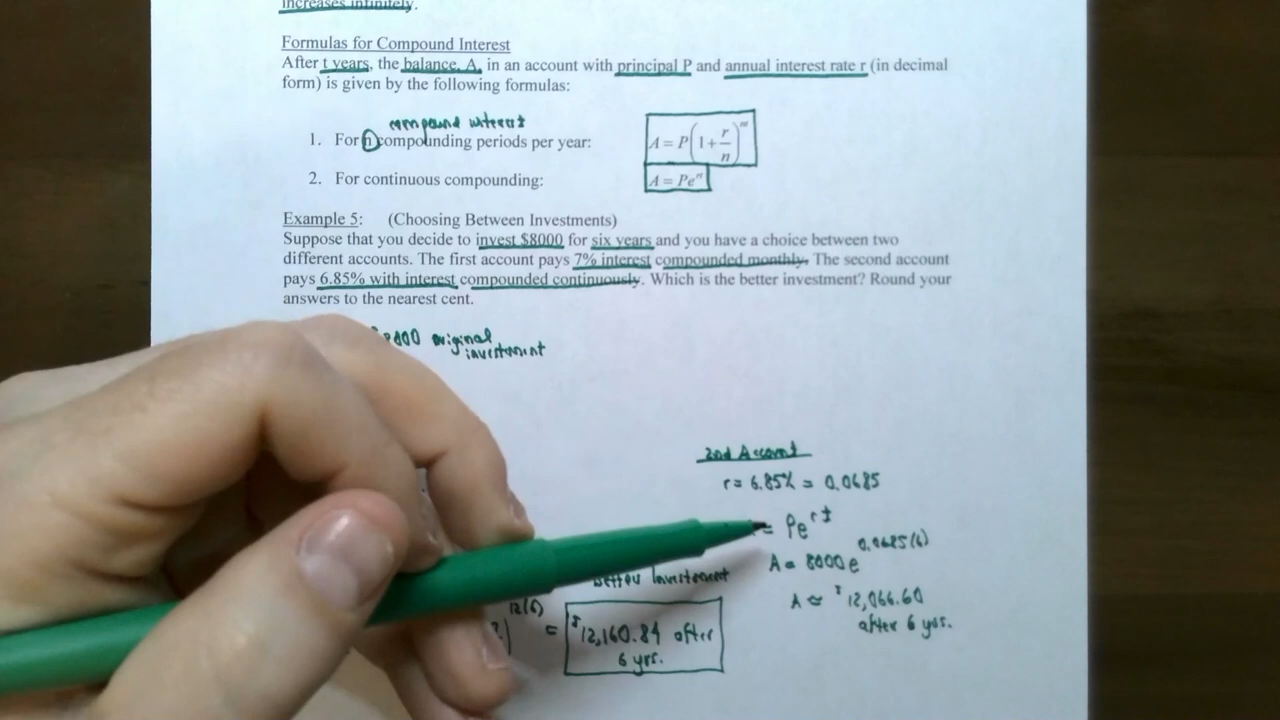 increases infinitely.
Formulas for Compound Interest
After t years, the balance, A, in an account with principal P and annual interest rate r (in decimal
form) is given by the following formulas:
compound interest
1. For n compounding periods per year: A = P(1 + r/n)^nt
2. For continuous compounding: A = Pe^rt
Example 5: (Choosing Between Investments)
Suppose that you decide to invest $8000 for six years and you have a choice between two
different accounts. The first account pays 7% interest compounded monthly. The second account
pays 6.85% with interest compounded continuously. Which is the better investment? Round your
answers to the nearest cent.
original
investment
2nd Account
r = 6.85% = 0.0685
= Pe^rt
A = 8000e^0.0685(6)
better investment
A ≈ $12,066.60
after 6 yrs.
12(6)
= $12,160.84 after
6 yrs.